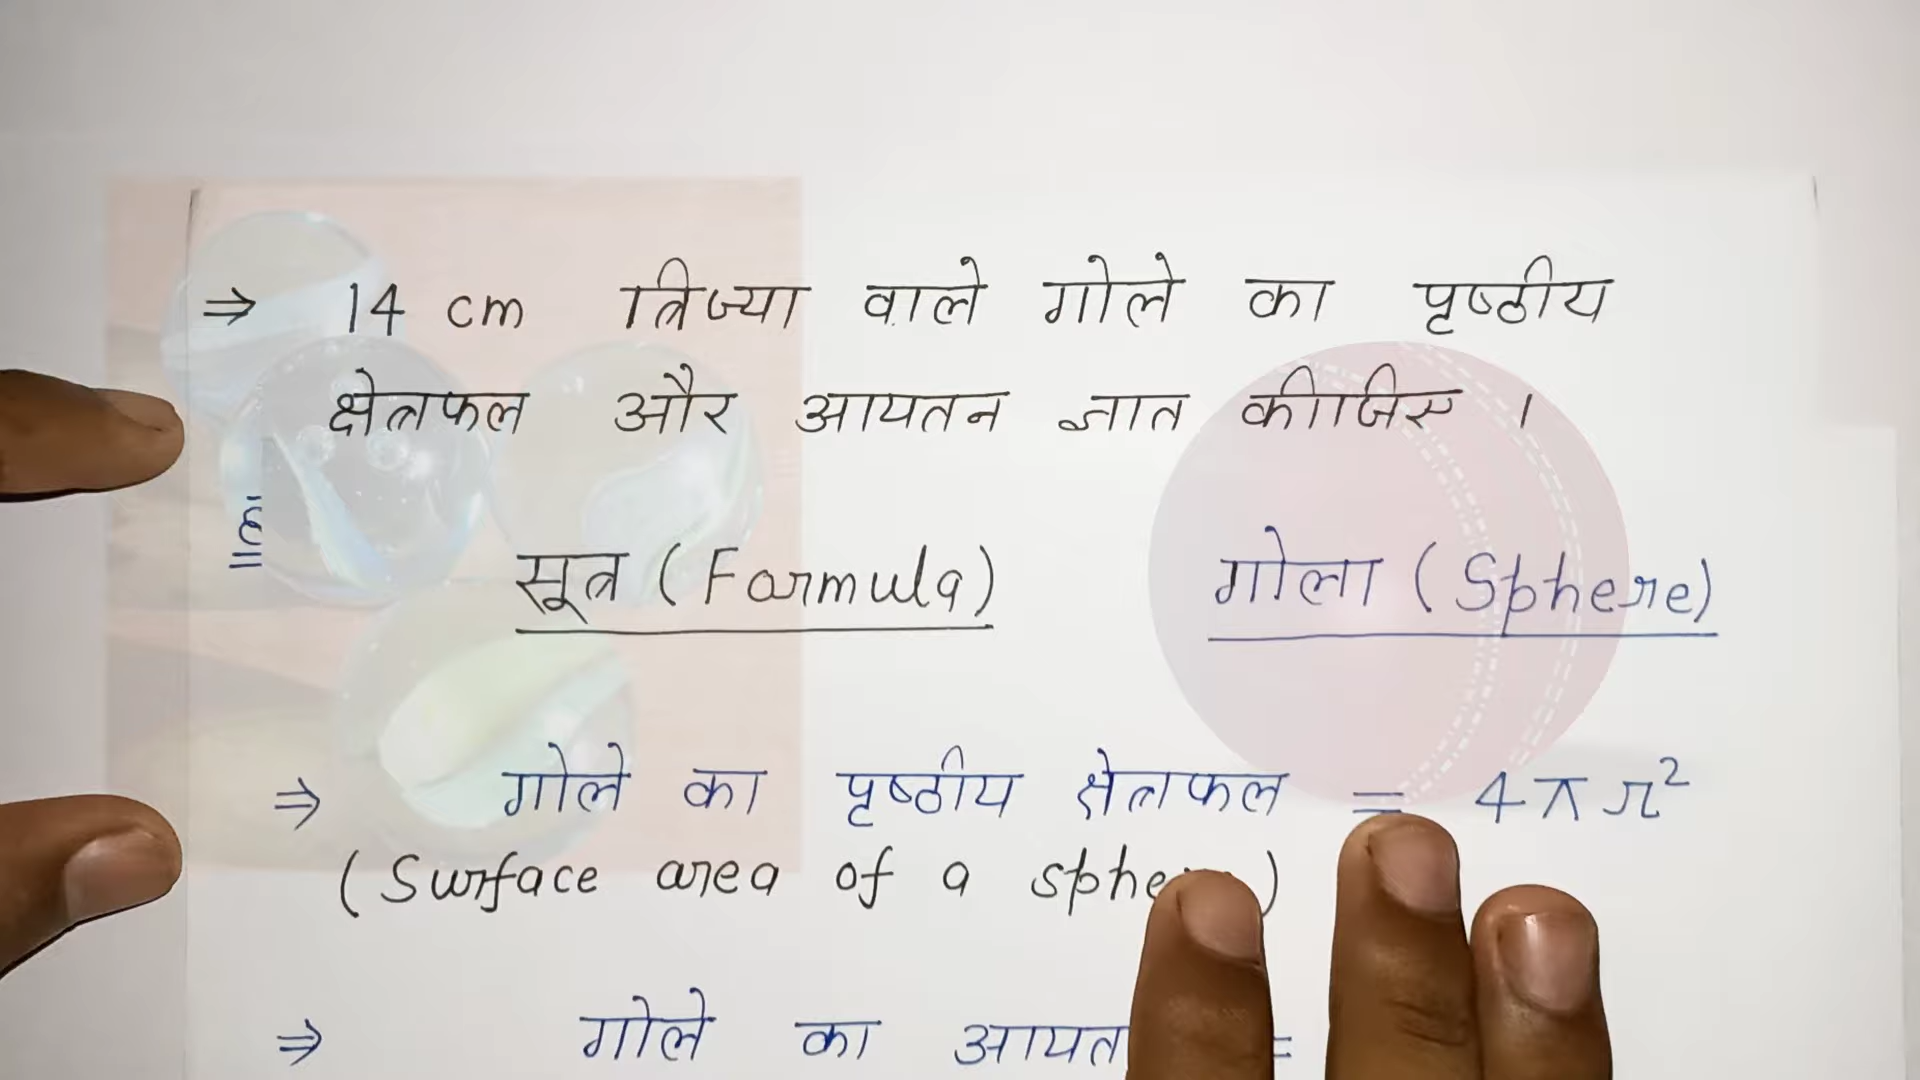 ⇒ 14 cm त्रिज्या वाले गोले का पृष्ठीय
क्षेत्रफल और आयतन ज्ञात कीजिए ।
सूत्र (Formula) गोला (Sphere)
⇒ गोले का पृष्ठीय क्षेत्रफल = 4πr²
(Surface area of a
⇒ गोले का =